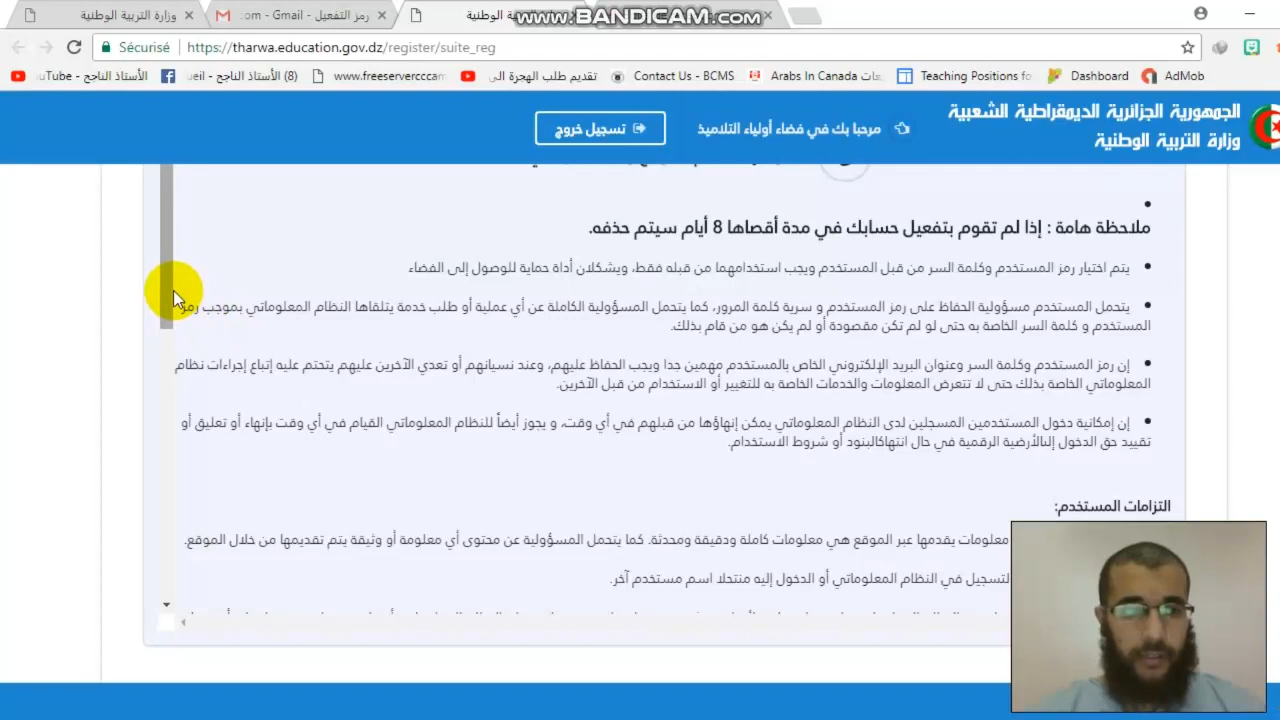 وزارة التربية الوطنية
رمز التفعيل - Gmail - com...
www.BANDICAM.com
Sécurisé
https://tharwa.education.gov.dz/register/suite_reg
الأستاذ الناجح - YouTube
(8) الأستاذ الناجح
www.freeservercccam
تقديم طلب الهجرة الى
Contact Us - BCMS
Arabs In Canada
Teaching Positions fo
Dashboard
AdMob
الجمهورية الجزائرية الديمقراطية الشعبية
وزارة التربية الوطنية
مرحبا بك في فضاء أولياء التلاميذ
تسجيل خروج
ملاحظة هامة : إذا لم تقوم بتفعيل حسابك في مدة أقصاها 8 أيام سيتم حذفه.
يتم اختيار رمز المستخدم وكلمة السر من قبل المستخدم ويجب استخدامهما من قبله فقط، ويشكلان أداة حماية للوصول إلى الفضاء
يتحمل المستخدم مسؤولية الحفاظ على رمز المستخدم و سرية كلمة المرور، كما يتحمل المسؤولية الكاملة عن أي عملية أو طلب خدمة يتلقاها النظام المعلوماتي بموجب رمز
المستخدم و كلمة السر الخاصة به حتى لو لم تكن مقصودة أو لم يكن هو من قام بذلك.
إن رمز المستخدم وكلمة السر وعنوان البريد الإلكتروني الخاص بالمستخدم مهمين جدا ويجب الحفاظ عليهم، وعند نسيانهم أو تعدي الآخرين عليهم يتحتم عليه إتباع إجراءات نظام
المعلوماتي الخاصة بذلك حتى لا تتعرض المعلومات والخدمات الخاصة به للتغيير أو الاستخدام من قبل الآخرين.
إن إمكانية دخول المستخدمين المسجلين لدى النظام المعلوماتي يمكن إنهاؤها من قبلهم في أي وقت، و يجوز أيضاً للنظام المعلوماتي القيام في أي وقت بإنهاء أو تعليق أو
تقييد حق الدخول إلىالأرضية الرقمية في حال انتهاكالبنود أو شروط الاستخدام.
التزامات المستخدم:
معلومات يقدمها عبر الموقع هي معلومات كاملة ودقيقة ومحدثة. كما يتحمل المسؤولية عن محتوى أي معلومة أو وثيقة يتم تقديمها من خلال الموقع.
لتسجيل في النظام المعلوماتي أو الدخول إليه منتحلا اسم مستخدم آخر.